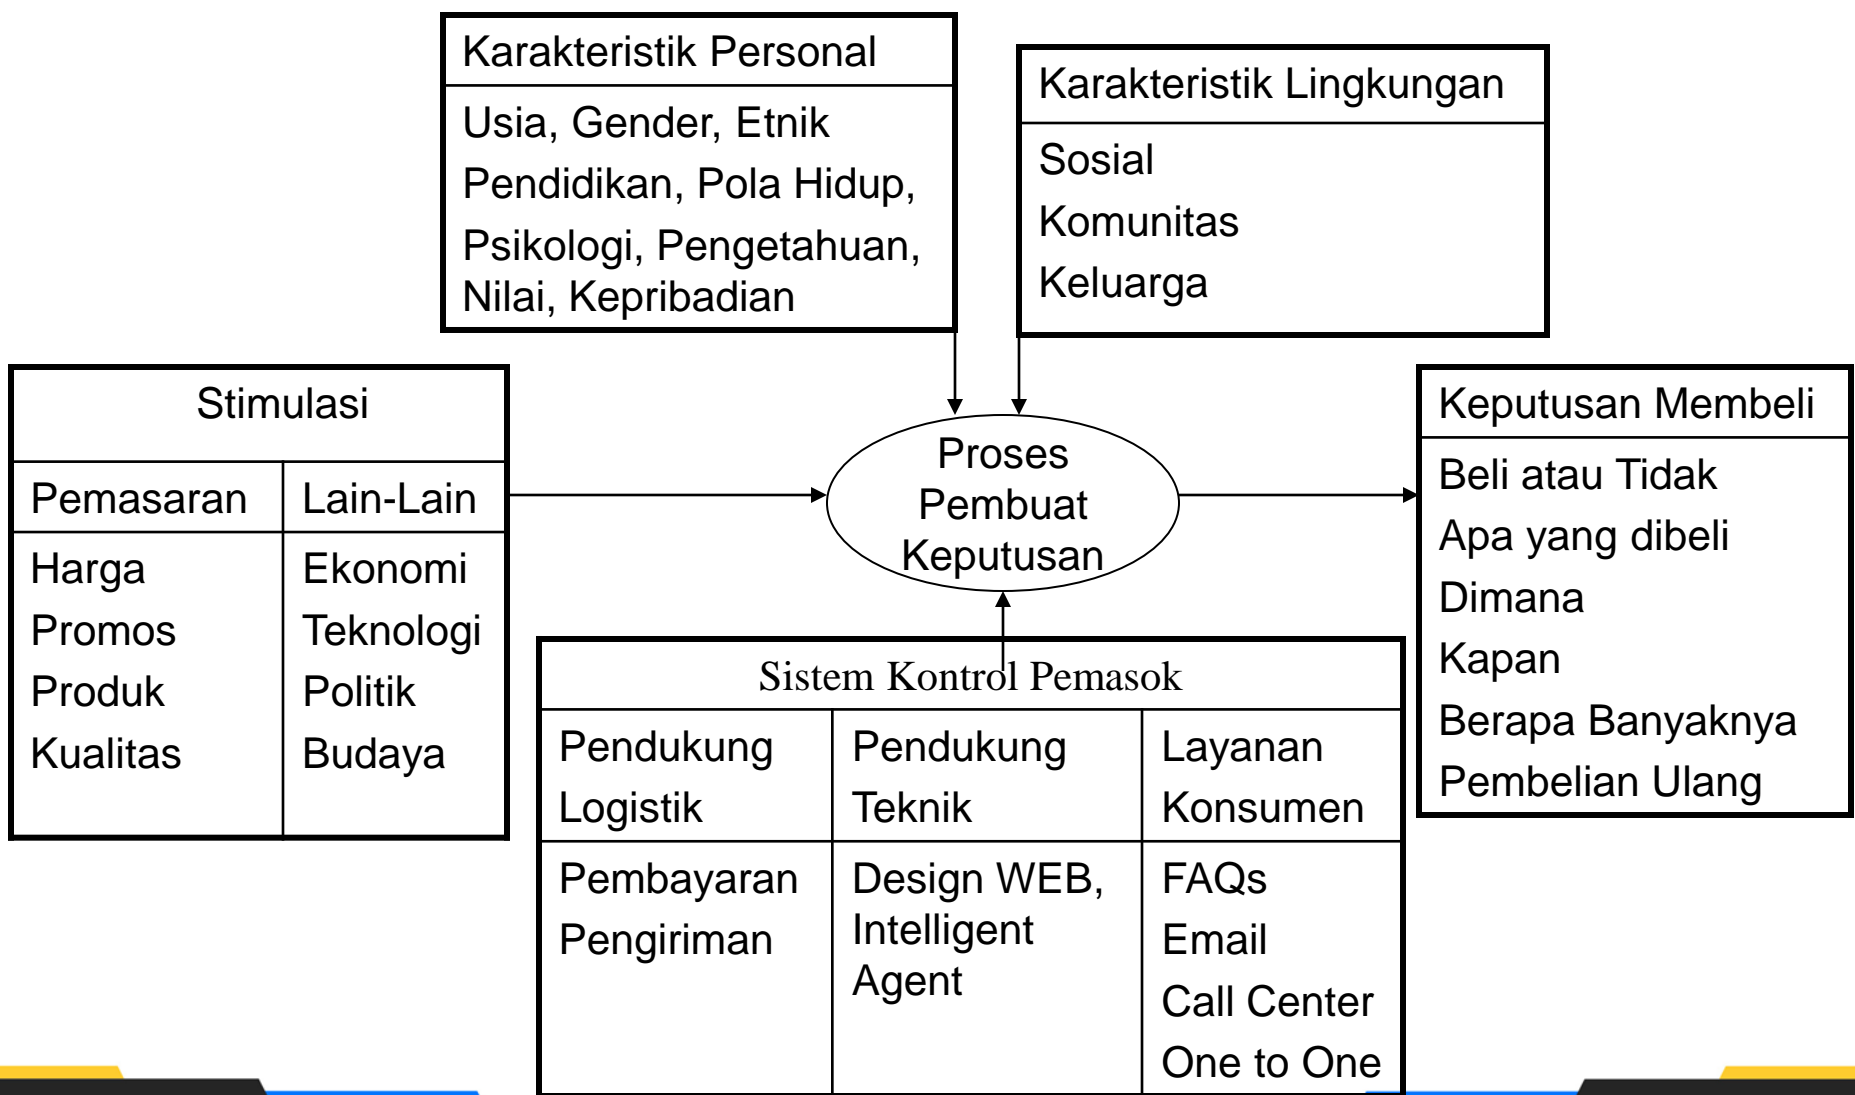 Karakteristik Personal
Usia, Gender, Etnik
Pendidikan, Pola Hidup,
Psikologi, Pengetahuan,
Nilai, Kepribadian
Karakteristik Lingkungan
Sosial
Komunitas
Keluarga
Stimulasi
Pemasaran
Harga
Promos
Produk
Kualitas
Lain-Lain
Ekonomi
Teknologi
Politik
Budaya
Proses
Pembuat
Keputusan
Keputusan Membeli
Beli atau Tidak
Apa yang dibeli
Dimana
Kapan
Berapa Banyaknya
Pembelian Ulang
Sistem Kontrol Pemasok
Pendukung
Logistik
Pembayaran
Pengiriman
Pendukung
Teknik
Design WEB,
Intelligent
Agent
Layanan
Konsumen
FAQs
Email
Call Center
One to One